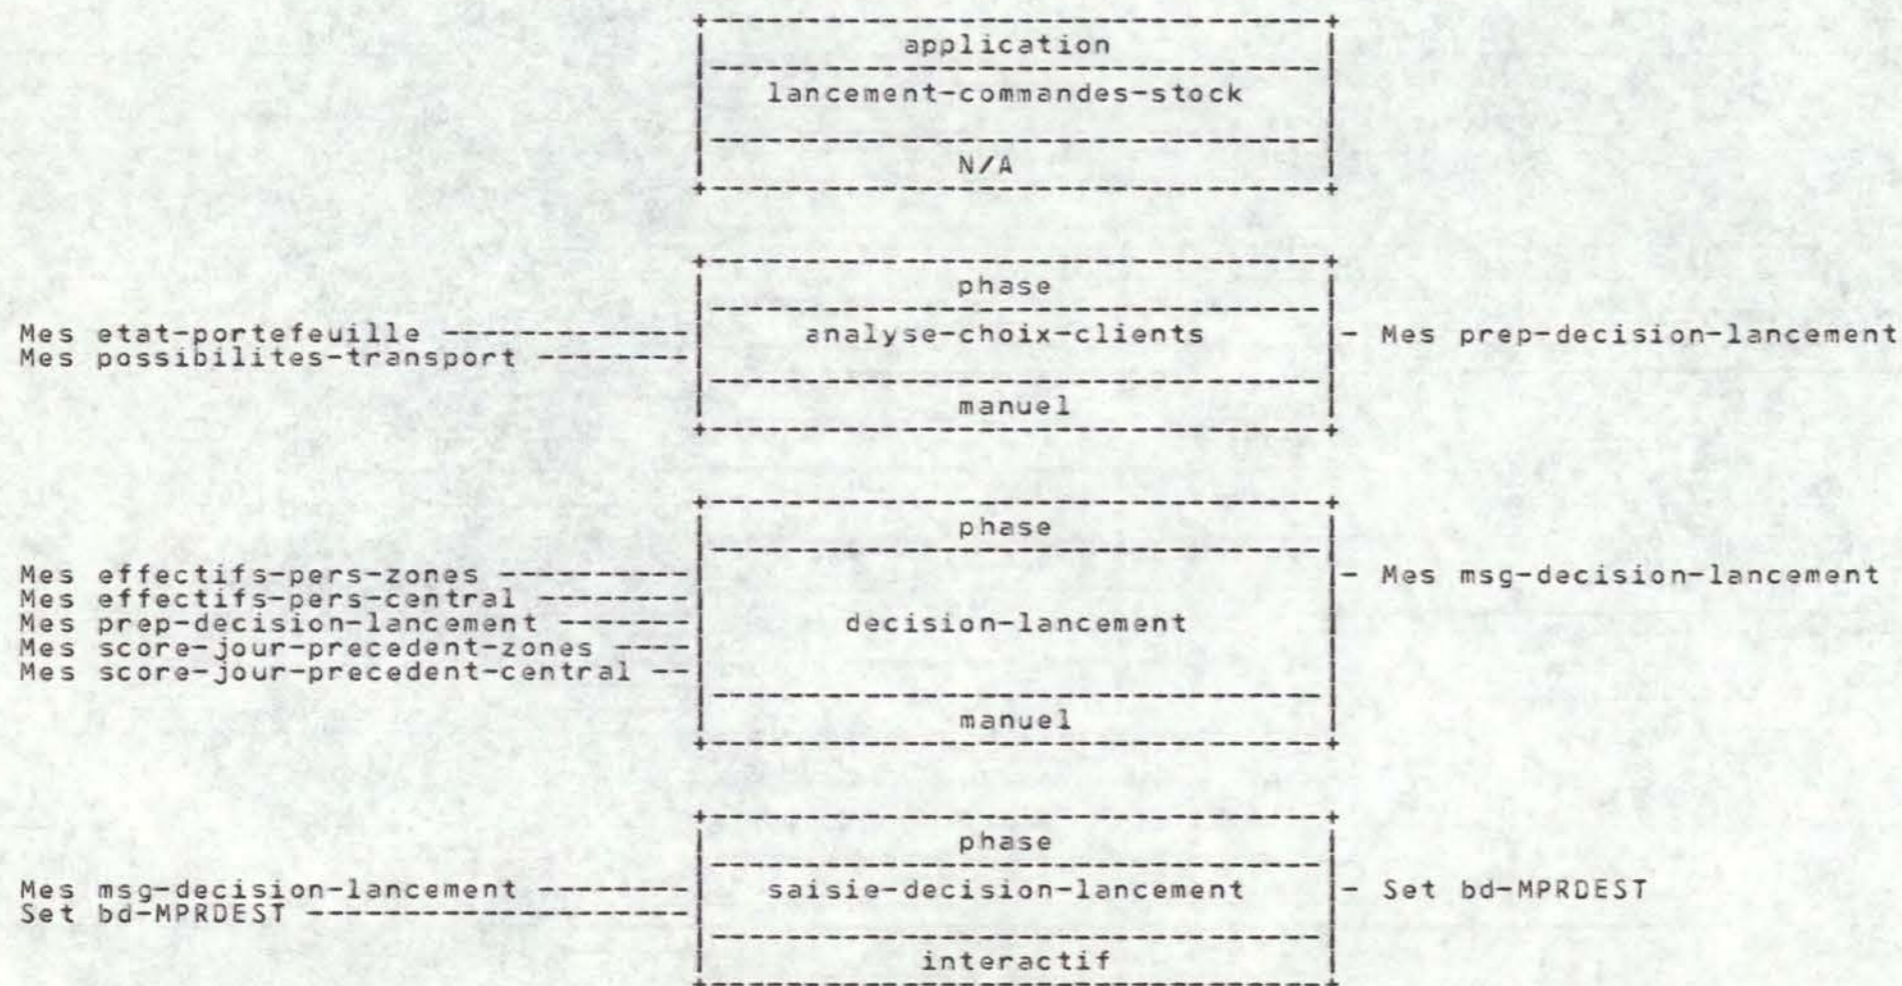 application
lancement-commandes-stock
N/A
phase
Mes etat-portefeuille ------------- analyse-choix-clients - Mes prep-decision-lancement
Mes possibilites-transport --------
manuel
phase
Mes effectifs-pers-zones ---------- - Mes msg-decision-lancement
Mes effectifs-pers-central --------
Mes prep-decision-lancement ------- decision-lancement
Mes score-jour-precedent-zones ----
Mes score-jour-precedent-central --
manuel
phase
Mes msg-decision-lancement -------- saisie-decision-lancement - Set bd-MPRDEST
Set bd-MPRDEST --------------------
interactif